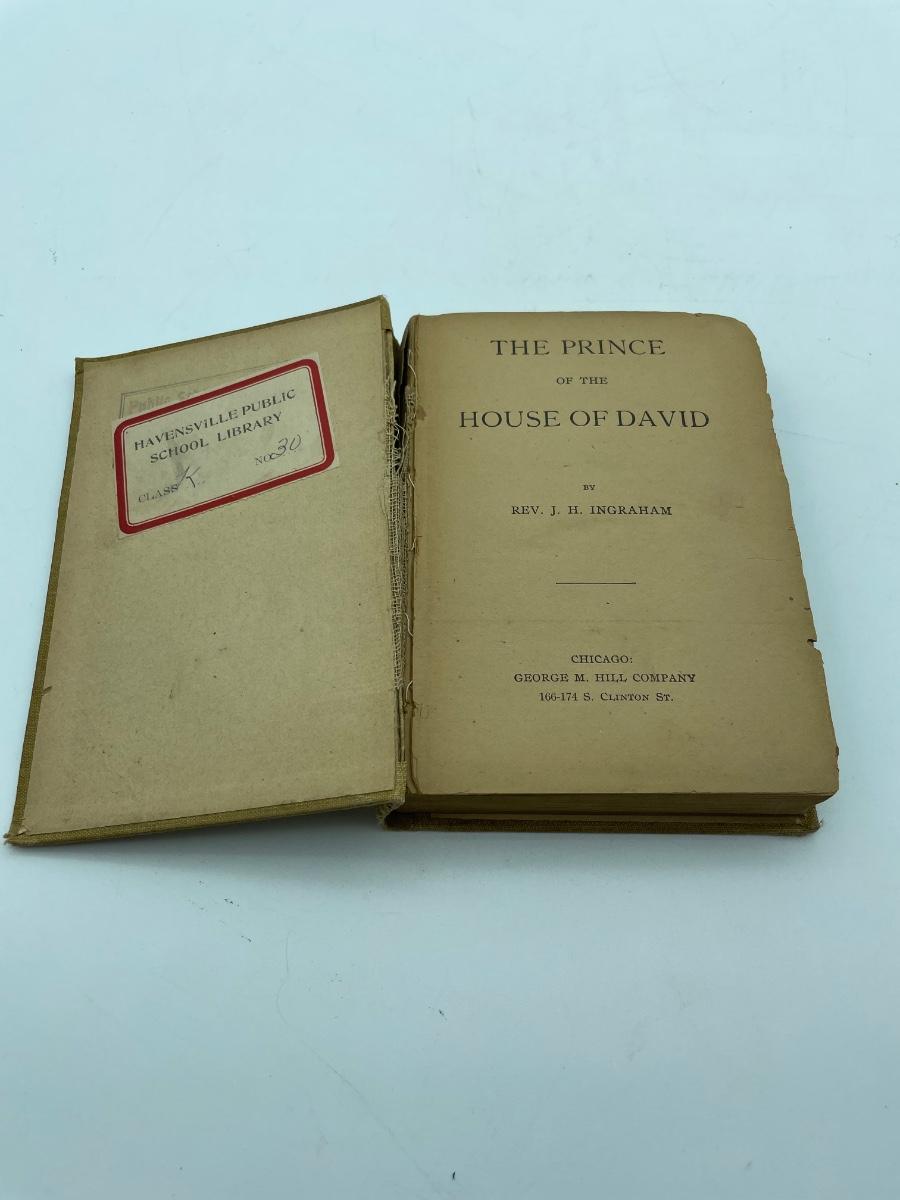 Public
HAVENSVILLE PUBLIC
SCHOOL LIBRARY
CLASS K NO. 30
THE PRINCE
OF THE
HOUSE OF DAVID
BY
REV. J. H. INGRAHAM
CHICAGO:
GEORGE M. HILL COMPANY
166-174 S. CLINTON ST.